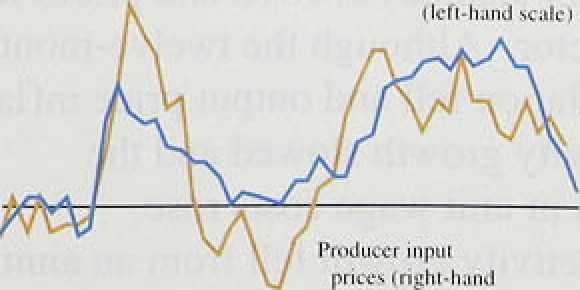 (left-hand scale)
Producer input
prices (right-hand